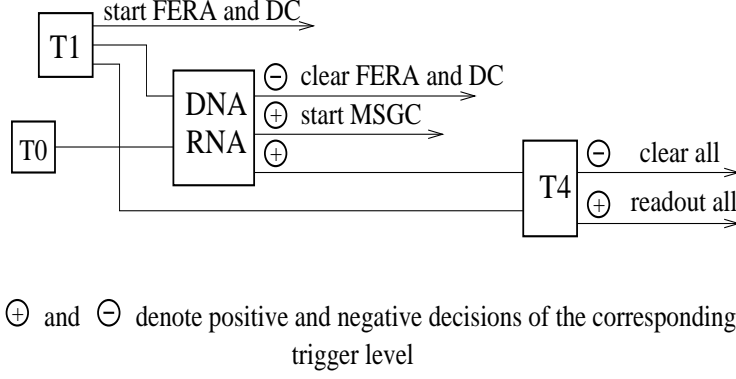 start FERA and DC
T1
⊖ clear FERA and DC
DNA
⊕ start MSGC
RNA
T0
⊕
⊖ clear all
T4
⊕ readout all
⊕ and ⊖ denote positive and negative decisions of the corresponding
trigger level